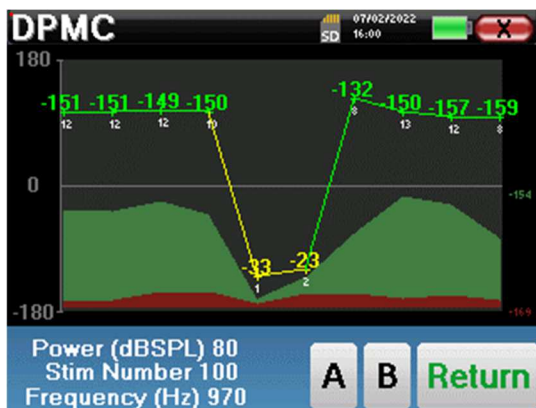 DPMC
SD
07/02/2022
16:00
X
180
-151 -151 -149 -150 -132 -150 -157 -159
12 12 12 10 8 13 12 8
0
-154
-33 -23
1 2
-180
-169
Power (dBSPL) 80
Stim Number 100
Frequency (Hz) 970
A B Return